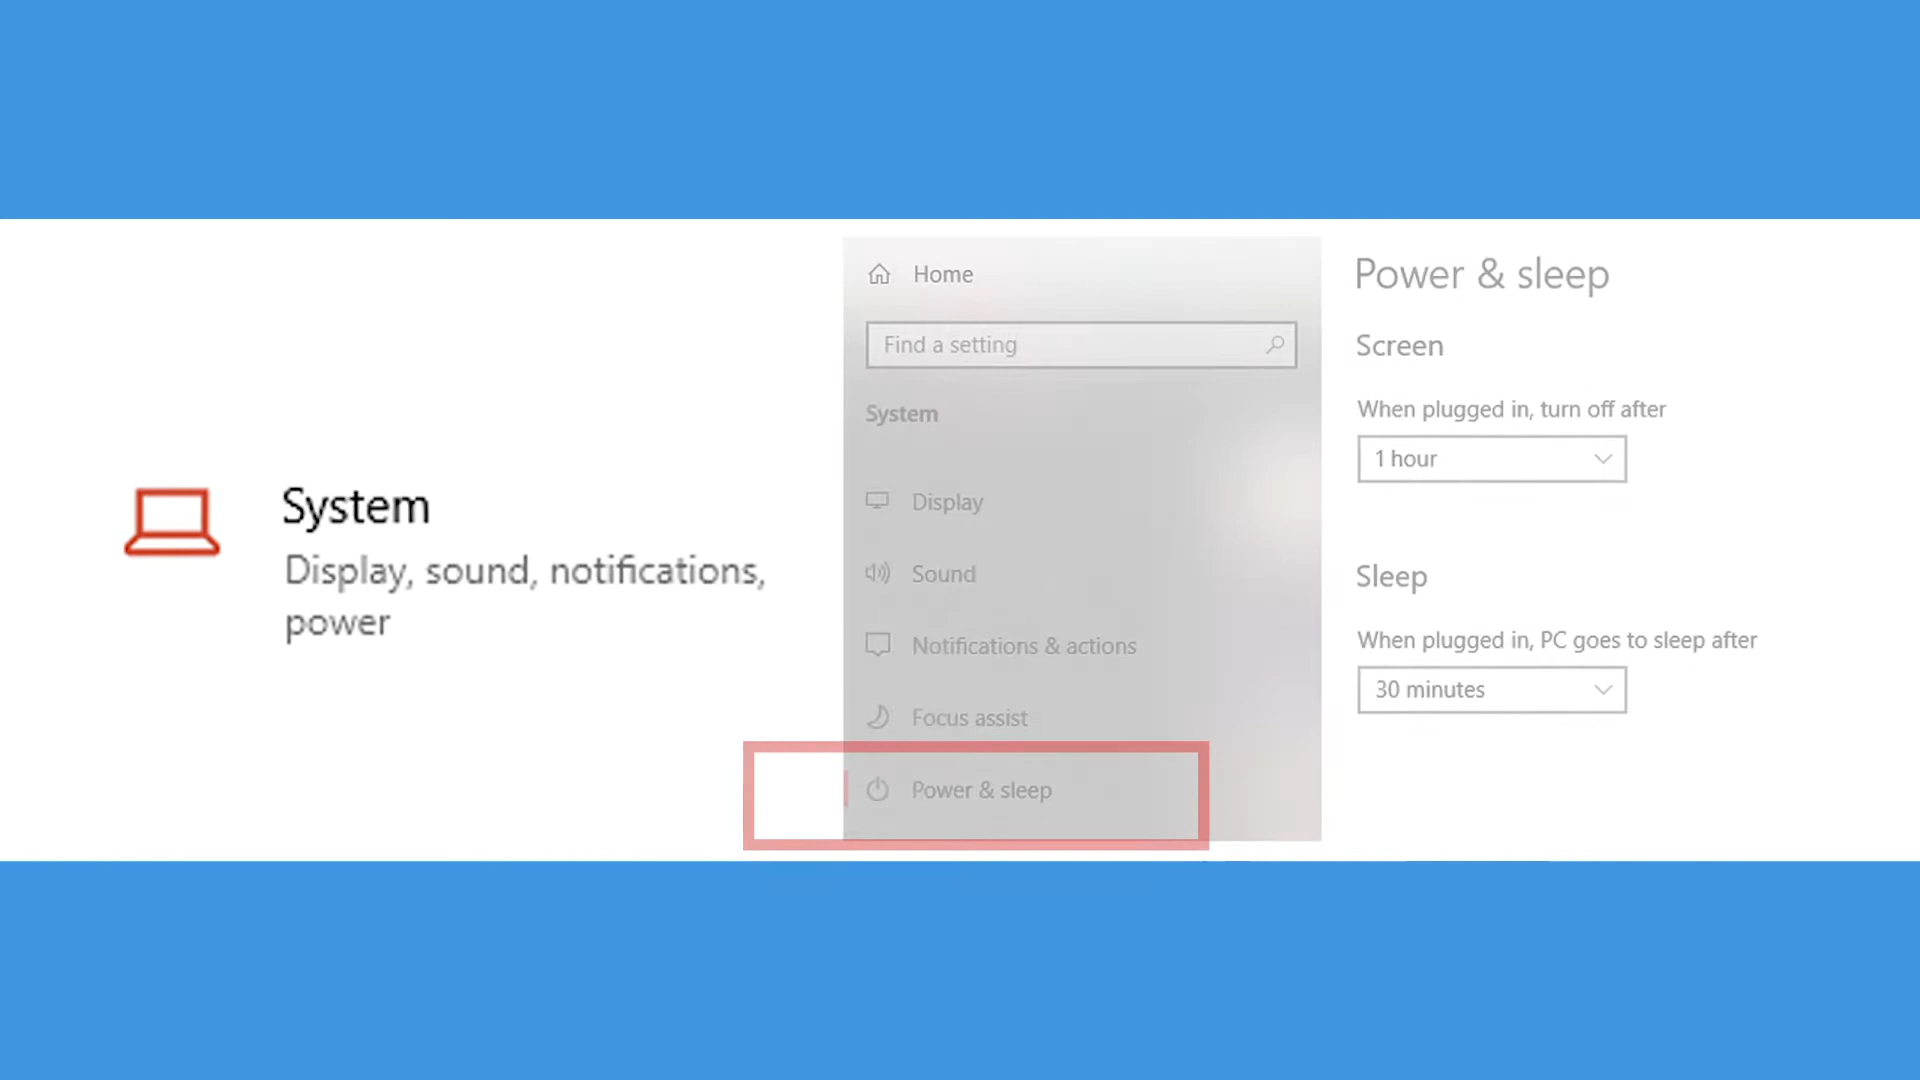 System
Display, sound, notifications,
power
Home
Find a setting
System
Display
Sound
Notifications & actions
Focus assist
Power & sleep
Power & sleep
Screen
When plugged in, turn off after
1 hour
Sleep
When plugged in, PC goes to sleep after
30 minutes